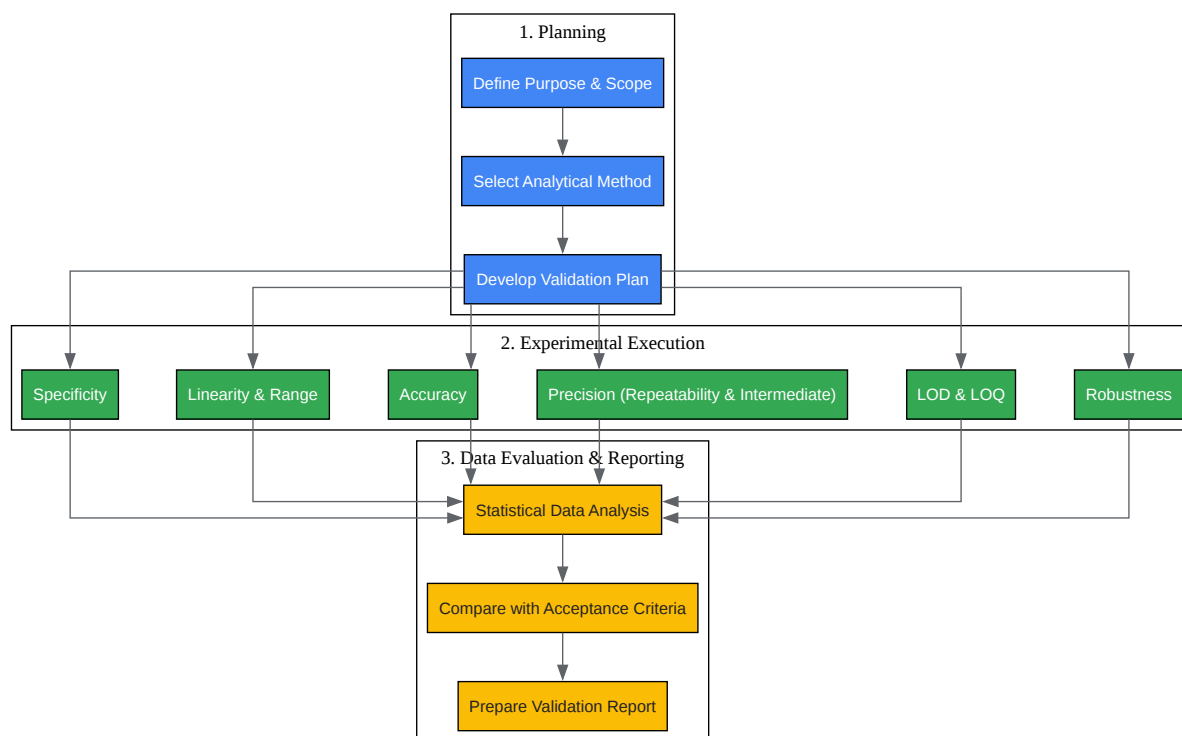 1. Planning
Define Purpose & Scope
Select Analytical Method
Develop Validation Plan
2. Experimental Execution
Specificity
Linearity & Range
Accuracy
Precision (Repeatability & Intermediate)
LOD & LOQ
Robustness
3. Data Evaluation & Reporting
Statistical Data Analysis
Compare with Acceptance Criteria
Prepare Validation Report